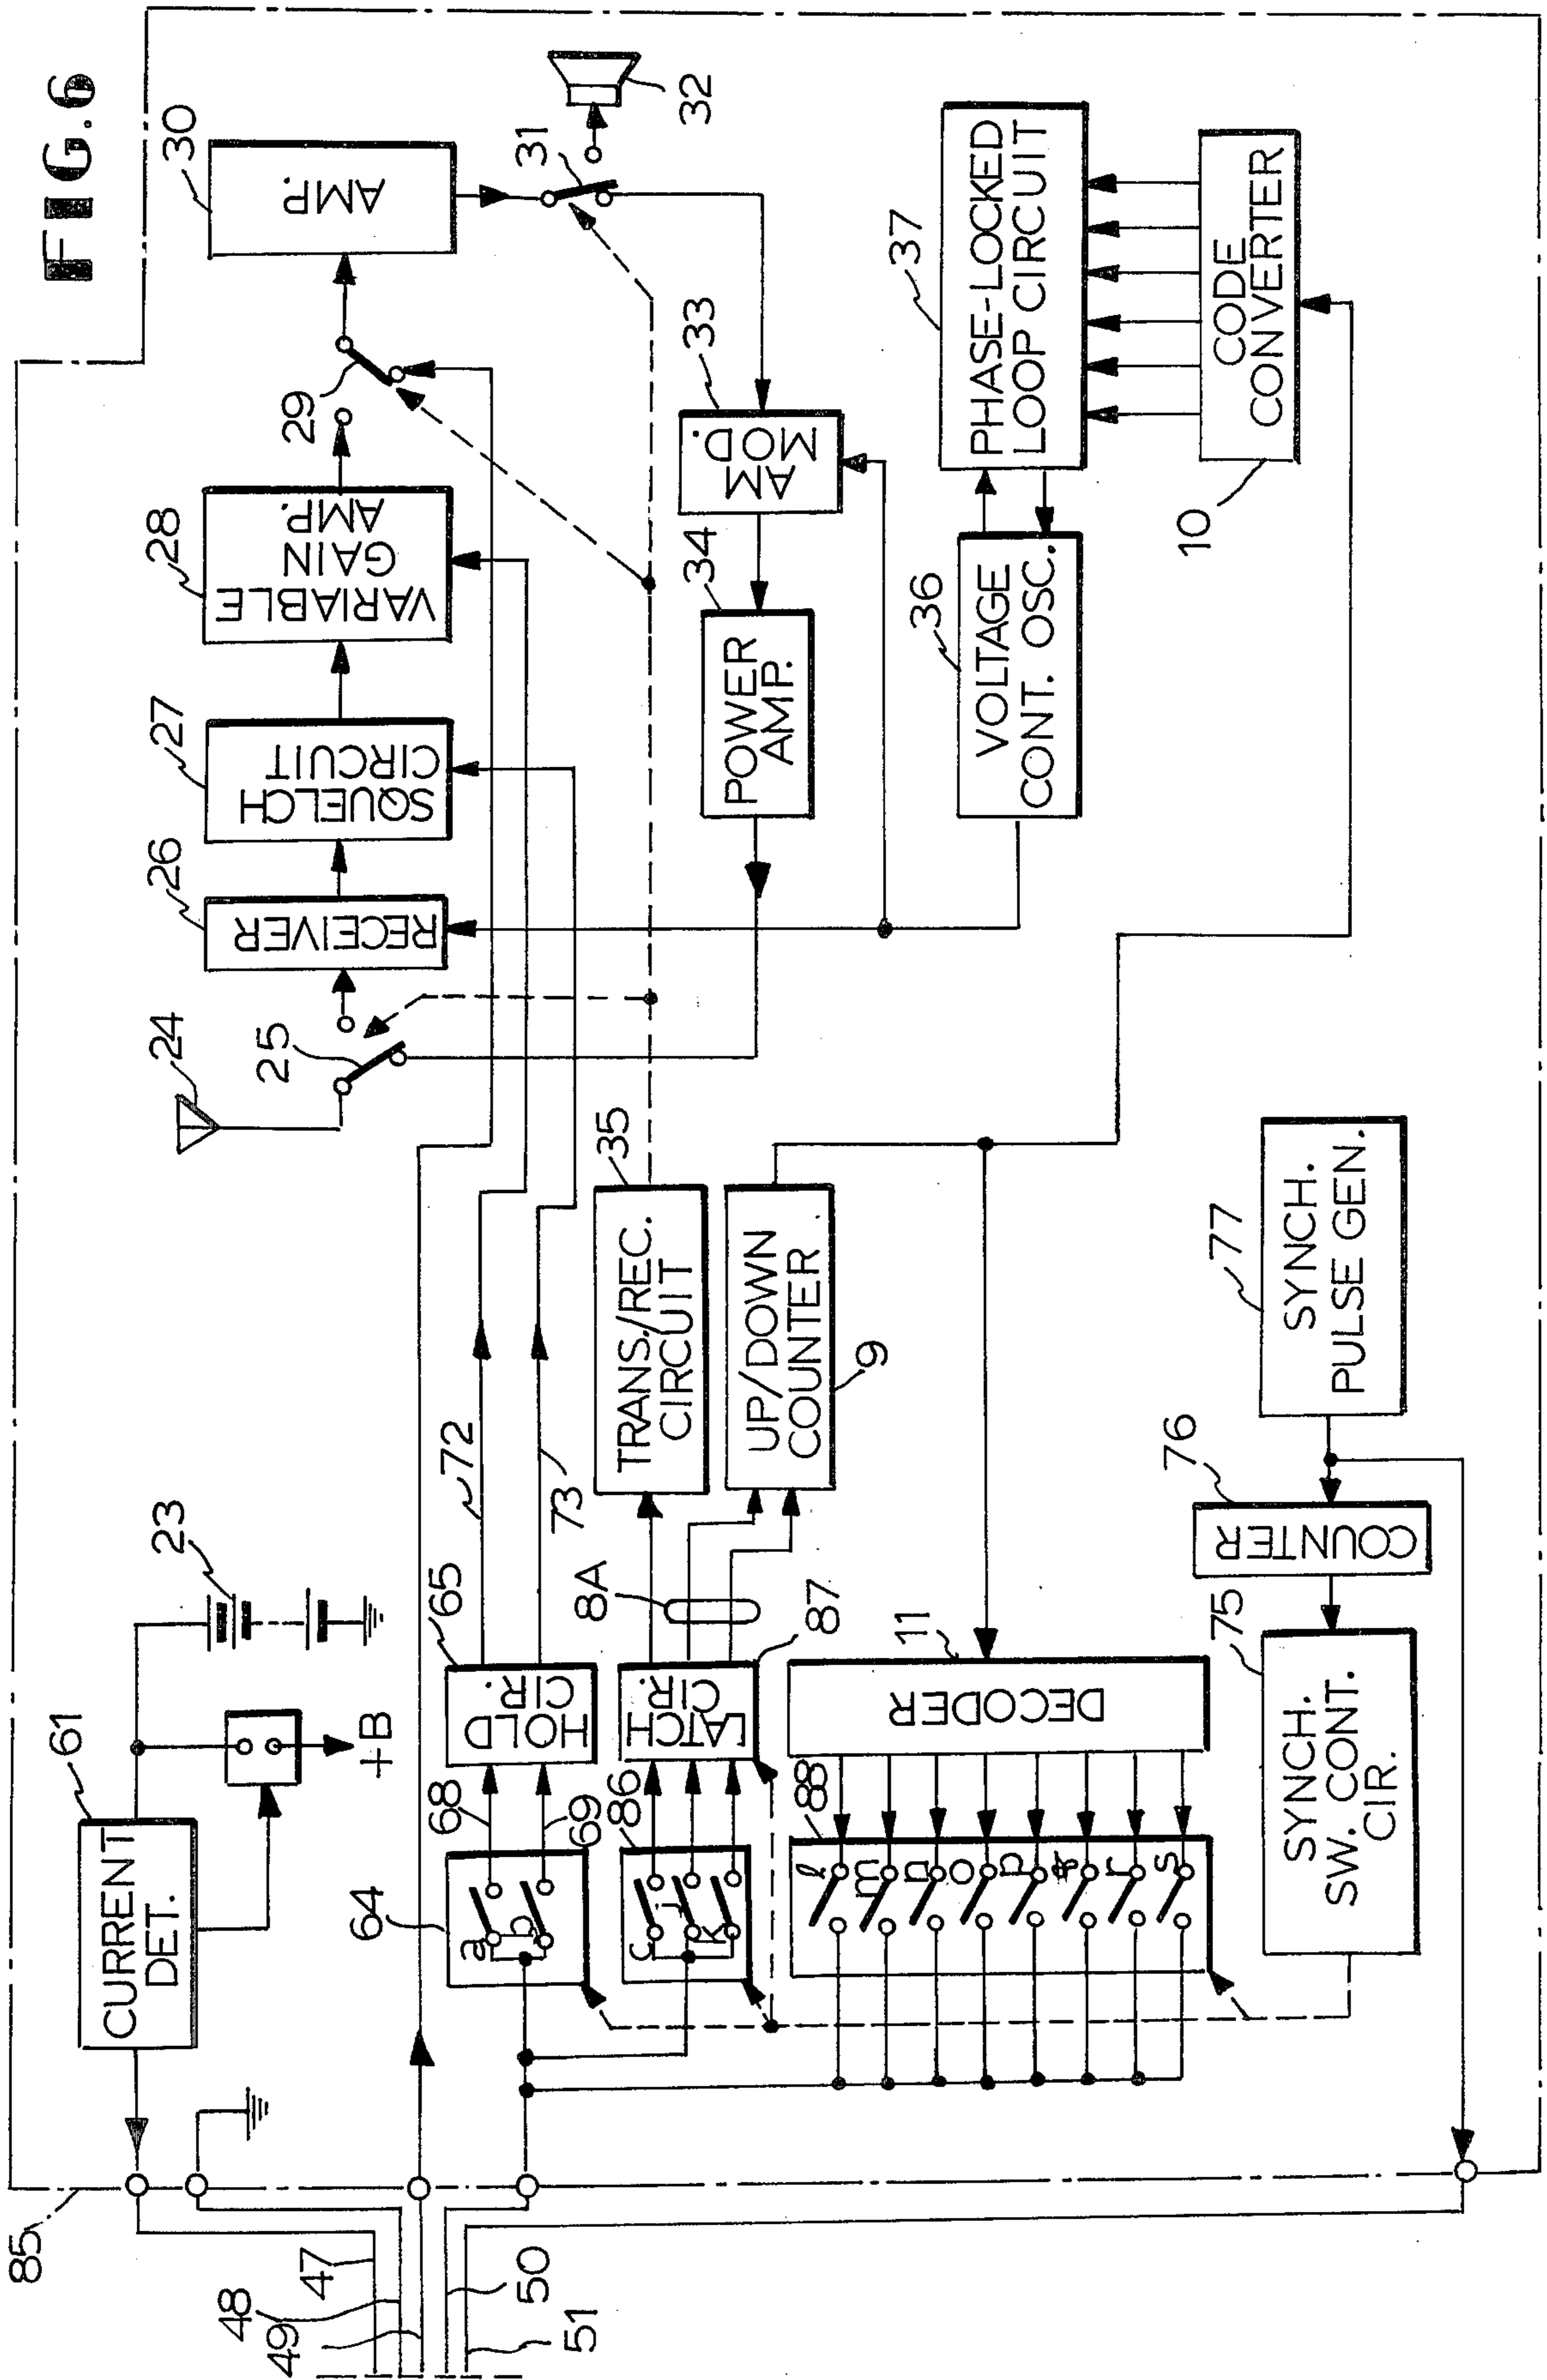 FIG.6
85
47
48
49
50
51
CURRENT
DET.
61
+B
23
24
25
RECEIVER
26
SQUELCH
CIRCUIT
27
VARIABLE
GAIN
AMP.
28
29
AMP.
30
31
32
AM
MOD.
33
POWER
AMP.
34
64
a
b
68
69
HOLD
CIR.
65
72
73
c
j
k
86
LATCH
CIR.
87
8A
TRANS./REC.
CIRCUIT
35
UP/DOWN
COUNTER
9
VOLTAGE
CONT. OSC.
36
PHASE-LOCKED
LOOP CIRCUIT
37
CODE
CONVERTER
10
l
m
n
o
p
q
r
s
88
DECODER
11
SYNCH.
SW. CONT.
CIR.
75
COUNTER
76
SYNCH.
PULSE GEN.
77